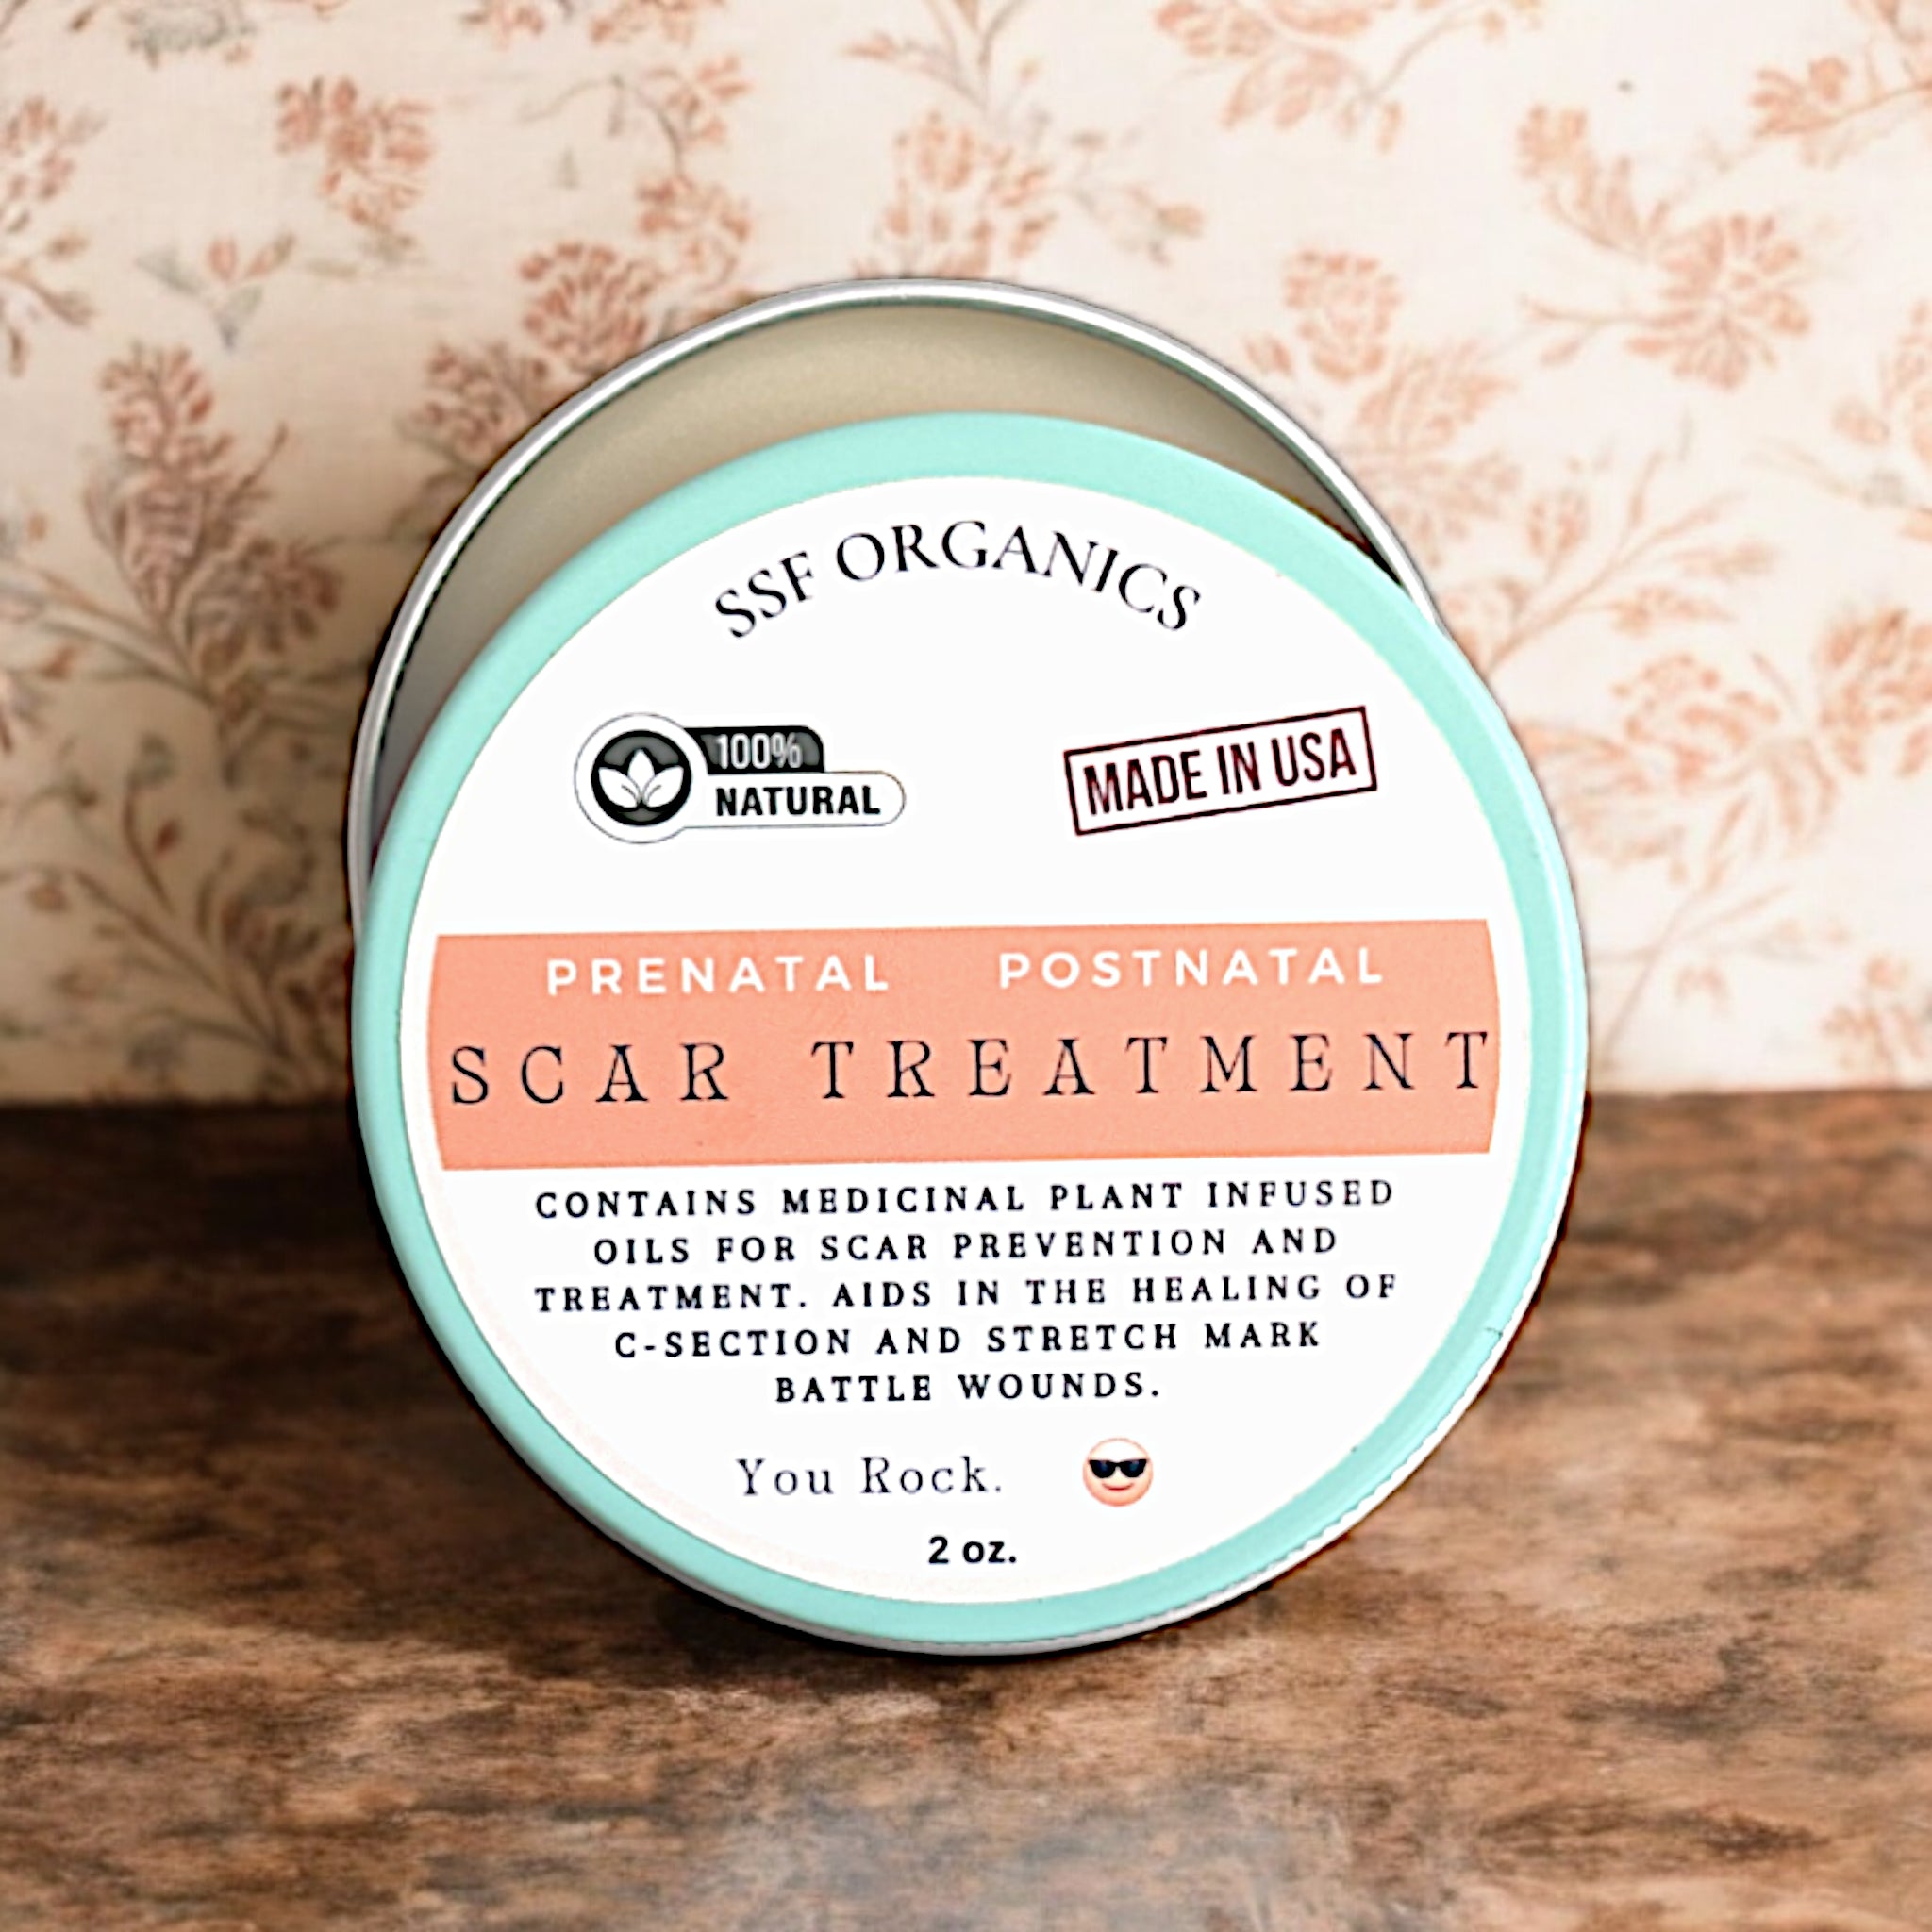 SSF ORGANICS
100%
NATURAL
MADE IN USA
PRENATAL POSTNATAL
SCAR TREATMENT
CONTAINS MEDICINAL PLANT INFUSED
OILS FOR SCAR PREVENTION AND
TREATMENT. AIDS IN THE HEALING OF
C-SECTION AND STRETCH MARK
BATTLE WOUNDS.
You Rock. 😎
2 oz.